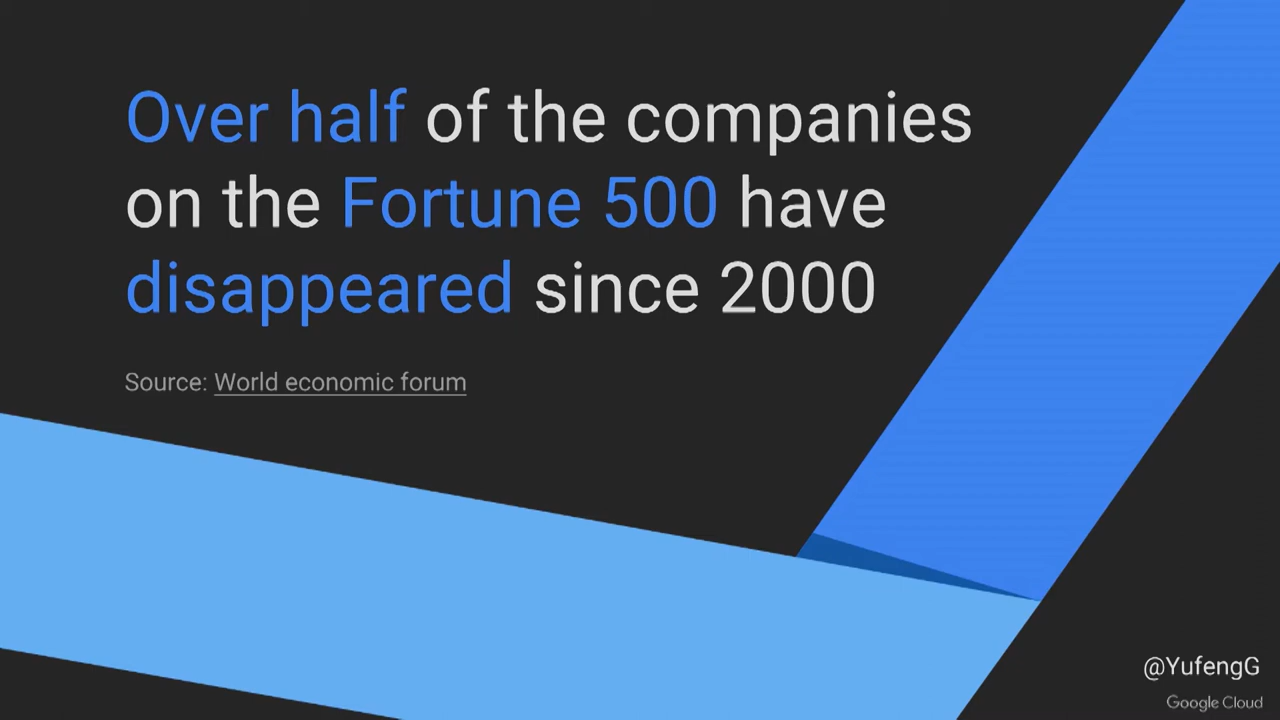 Over half of the companies
on the Fortune 500 have
disappeared since 2000
Source: World economic forum
@YufengG
Google Cloud